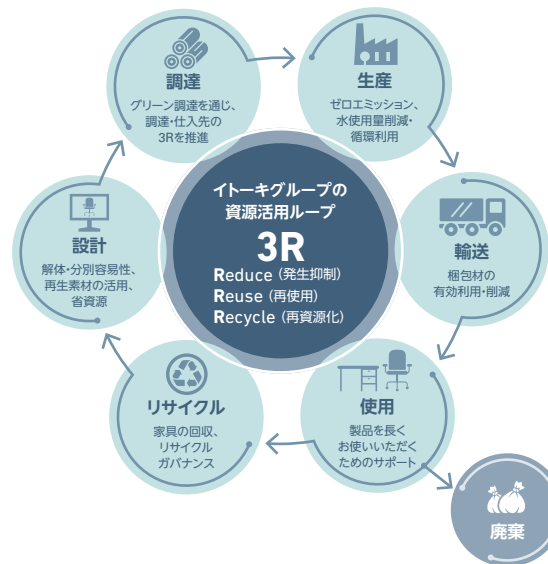 調達
グリーン調達を通じ、
調達・仕入先の
3Rを推進
生産
ゼロエミッション、
水使用量削減・
循環利用
イトーキグループの
資源活用ループ
3R
Reduce（発生抑制）
Reuse（再使用）
Recycle（再資源化）
設計
解体・分別容易性、
再生素材の活用、
省資源
輸送
梱包材の
有効利用・削減
リサイクル
家具の回収、
リサイクル
ガバナンス
使用
製品を長く
お使いいただく
ためのサポート
廃棄